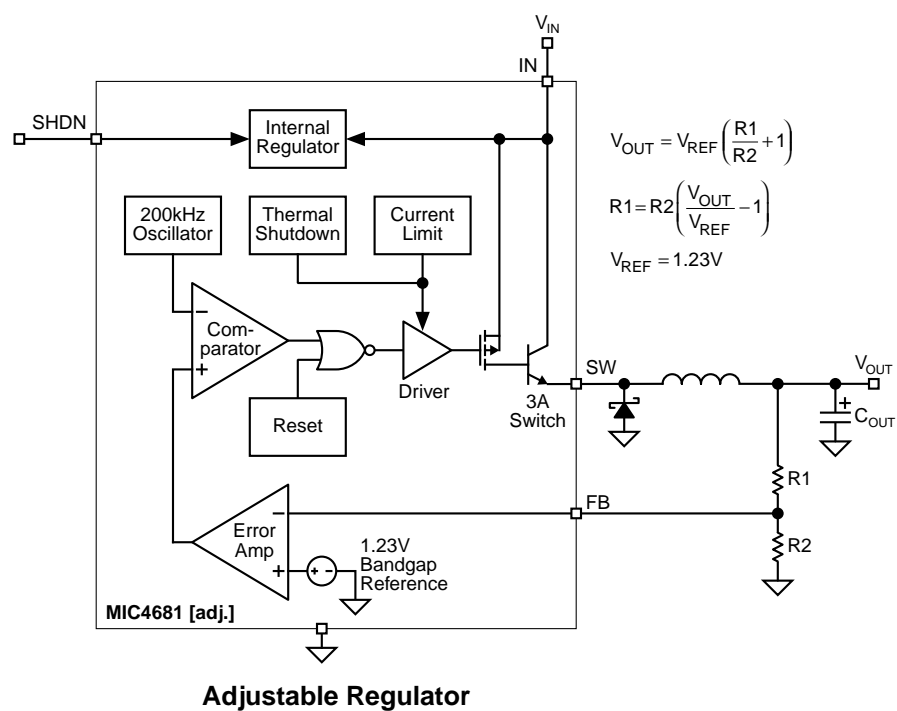 V_IN
IN
SHDN
Internal
Regulator
V_OUT = V_REF (R1/R2 + 1)
R1 = R2 (V_OUT/V_REF − 1)
V_REF = 1.23V
200kHz
Oscillator
Thermal
Shutdown
Current
Limit
−
Com-
parator
+
Driver
Reset
3A
Switch
SW
V_OUT
+
C_OUT
R1
FB
R2
−
Error
Amp
+
+ -
1.23V
Bandgap
Reference
MIC4681 [adj.]
Adjustable Regulator